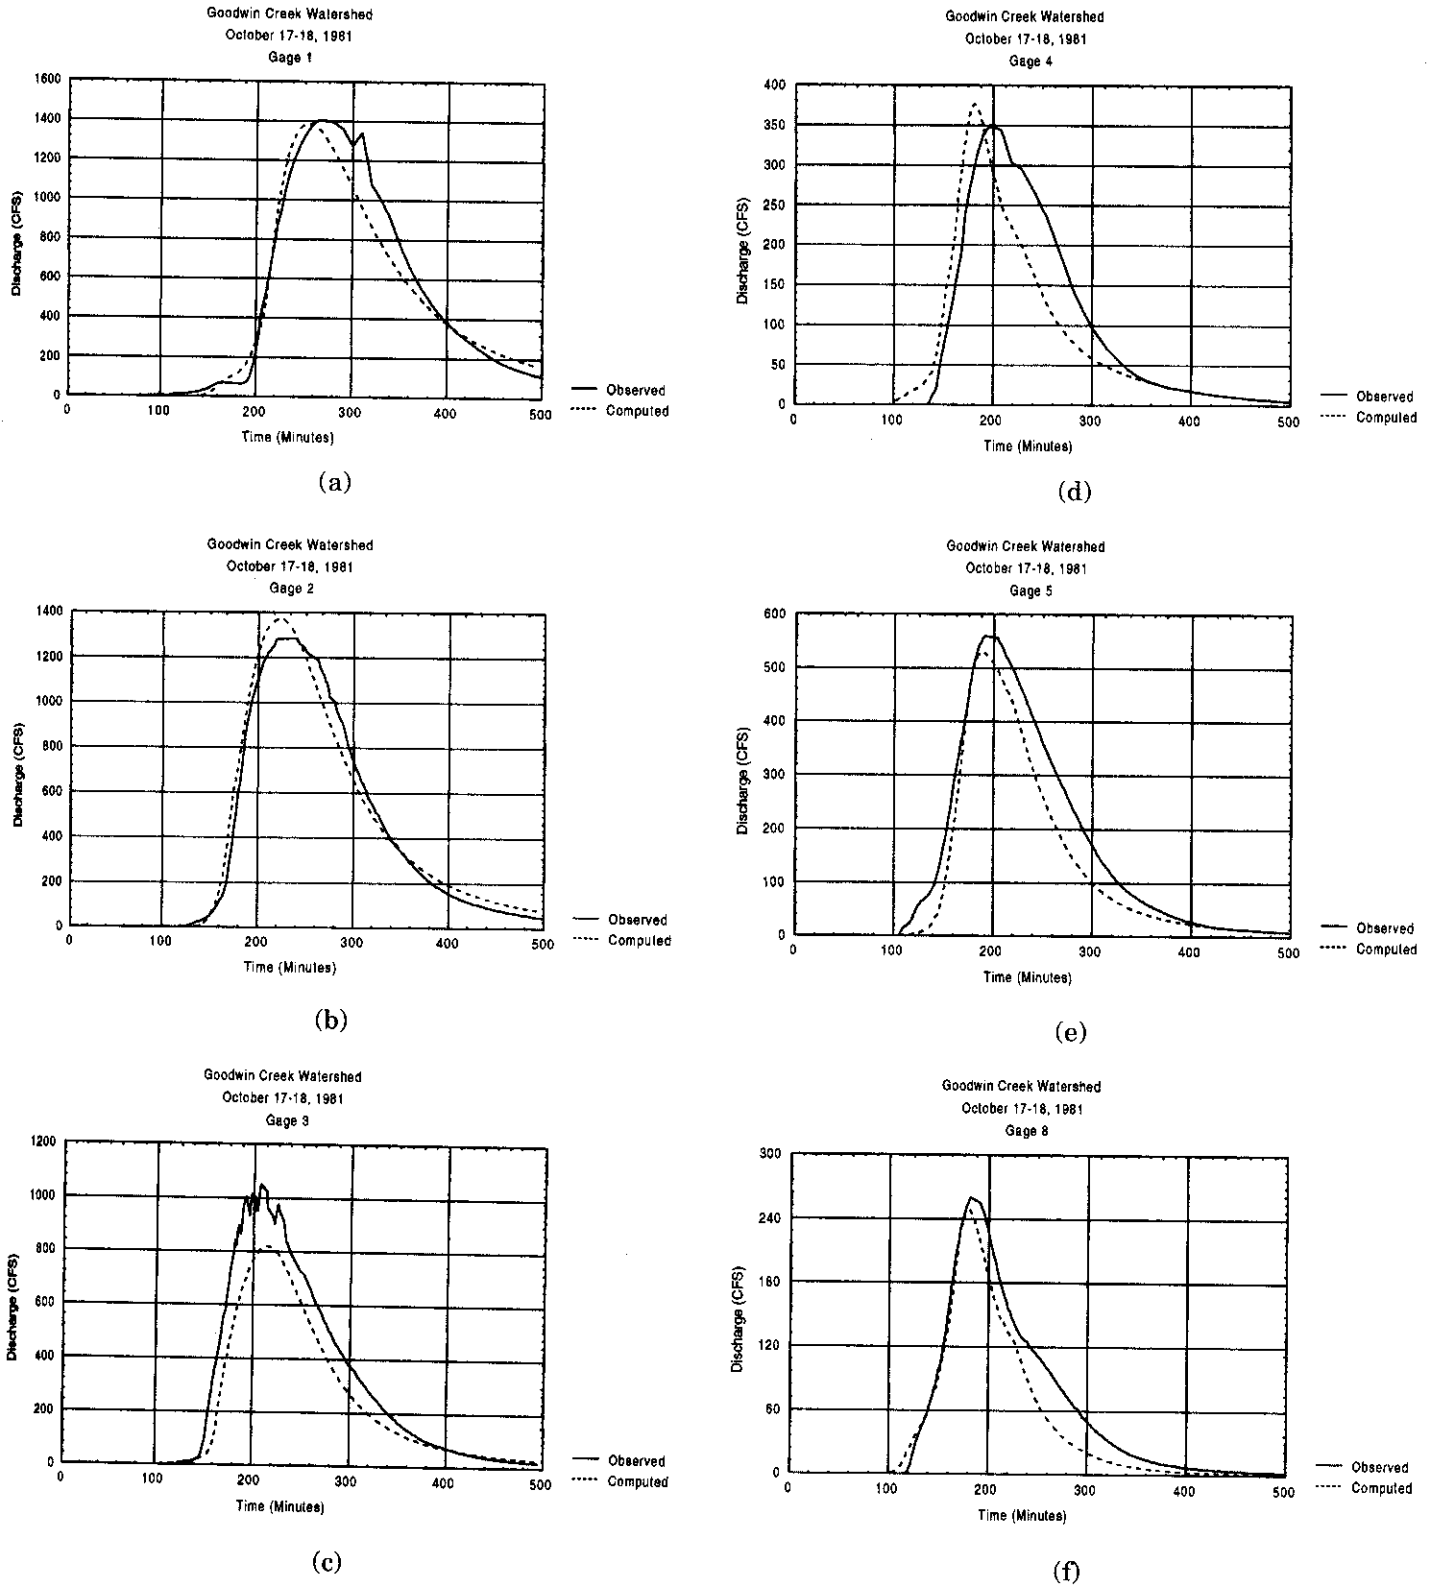 Goodwin Creek Watershed
October 17-18, 1981
Gage 1
1600
1400
1200
1000
800
600
400
200
0
0 100 200 300 400 500
Discharge (CFS)
Time (Minutes)
Observed
Computed
(a)
Goodwin Creek Watershed
October 17-18, 1981
Gage 2
1400
1200
1000
800
600
400
200
0
0 100 200 300 400 500
Discharge (CFS)
Time (Minutes)
Observed
Computed
(b)
Goodwin Creek Watershed
October 17-18, 1981
Gage 3
1200
1000
800
600
400
200
0
0 100 200 300 400 500
Discharge (CFS)
Time (Minutes)
Observed
Computed
(c)
Goodwin Creek Watershed
October 17-18, 1981
Gage 4
400
350
300
250
200
150
100
50
0
0 100 200 300 400 500
Discharge (CFS)
Time (Minutes)
Observed
Computed
(d)
Goodwin Creek Watershed
October 17-18, 1981
Gage 5
600
500
400
300
200
100
0
0 100 200 300 400 500
Discharge (CFS)
Time (Minutes)
Observed
Computed
(e)
Goodwin Creek Watershed
October 17-18, 1981
Gage 8
300
240
180
120
60
0
0 100 200 300 400 500
Discharge (CFS)
Time (Minutes)
Observed
Computed
(f)